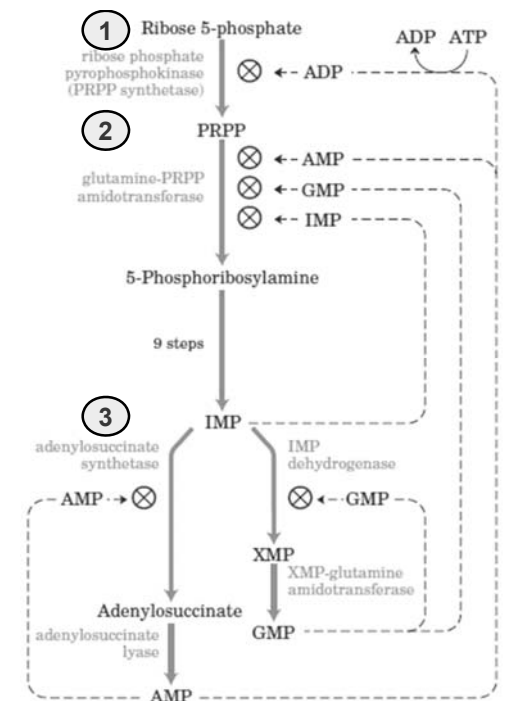 1
Ribose 5-phosphate
ADP ATP
ribose phosphate
pyrophosphokinase
(PRPP synthetase)
ADP
2
PRPP
AMP
glutamine-PRPP
amidotransferase
GMP
IMP
5-Phosphoribosylamine
9 steps
3
IMP
adenylosuccinate
synthetase
IMP
dehydrogenase
AMP
GMP
XMP
XMP-glutamine
amidotransferase
Adenylosuccinate
GMP
adenylosuccinate
lyase
AMP